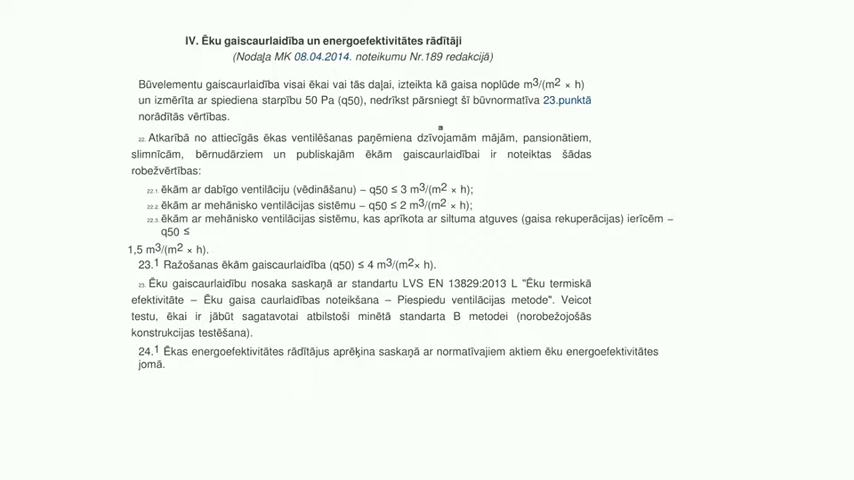 IV. Ēku gaiscaurlaidība un energoefektivitātes rādītāji
(Nodaļa MK 08.04.2014. noteikumu Nr.189 redakcijā)
Būvelementu gaiscaurlaidība visai ēkai vai tās daļai, izteikta kā gaisa noplūde m³/(m² × h)
un izmērīta ar spiediena starpību 50 Pa (q50), nedrīkst pārsniegt šī būvnormatīva 23.punktā
norādītās vērtības.
22. Atkarībā no attiecīgās ēkas ventilēšanas paņēmiena dzīvojamām mājām, pansionātiem,
slimnīcām, bērnudārziem un publiskajām ēkām gaiscaurlaidībai ir noteiktas šādas
robežvērtības:
22.1. ēkām ar dabīgo ventilāciju (vēdināšanu) – q50 ≤ 3 m³/(m² × h);
22.2. ēkām ar mehānisko ventilācijas sistēmu – q50 ≤ 2 m³/(m² × h);
22.3. ēkām ar mehānisko ventilācijas sistēmu, kas aprīkota ar siltuma atguves (gaisa rekuperācijas) ierīcēm –
q50 ≤
1,5 m³/(m² × h).
23.¹ Ražošanas ēkām gaiscaurlaidība (q50) ≤ 4 m³/(m²× h).
23. Ēku gaiscaurlaidību nosaka saskaņā ar standartu LVS EN 13829:2013 L "Ēku termiskā
efektivitāte – Ēku gaisa caurlaidības noteikšana – Piespiedu ventilācijas metode". Veicot
testu, ēkai ir jābūt sagatavotai atbilstoši minētā standarta B metodei (norobežojošās
konstrukcijas testēšana).
24.¹ Ēkas energoefektivitātes rādītājus aprēķina saskaņā ar normatīvajiem aktiem ēku energoefektivitātes
jomā.